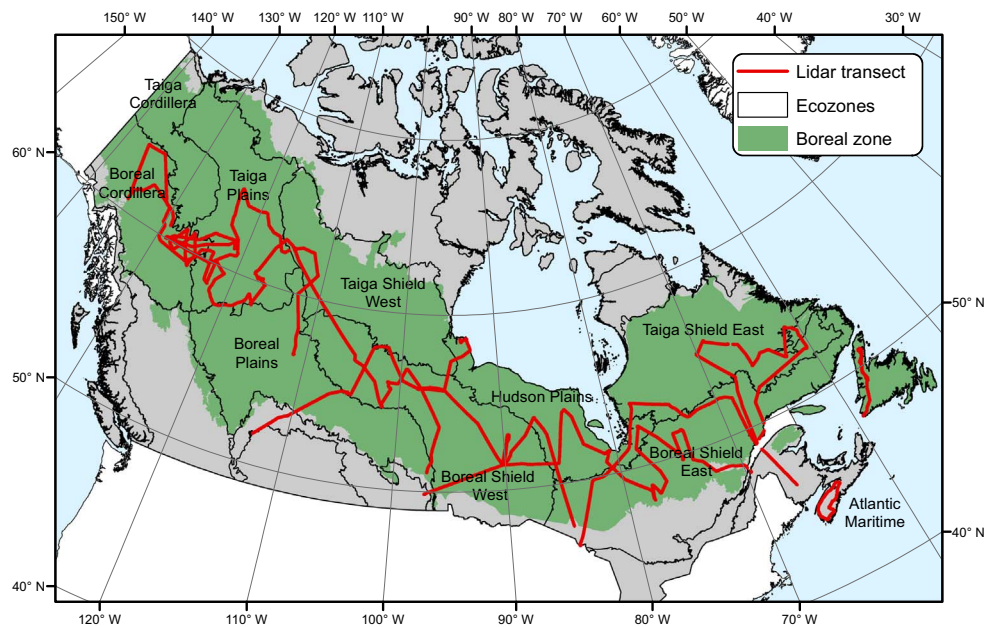 150° W 140° W 130° W 120° W 110° W 100° W 90° W 80° W 70° W 60° W 50° W 40° W 30° W
Lidar transect
Ecozones
Boreal zone
Taiga
Cordillera
60° N
Boreal
Cordillera
Taiga
Plains
Taiga Shield
West
50° N
Taiga Shield East
Boreal
Plains
50° N
Hudson Plains
Boreal Shield
East
Boreal Shield
West
Atlantic
Maritime
40° N
40° N
120° W 110° W 100° W 90° W 80° W 70° W